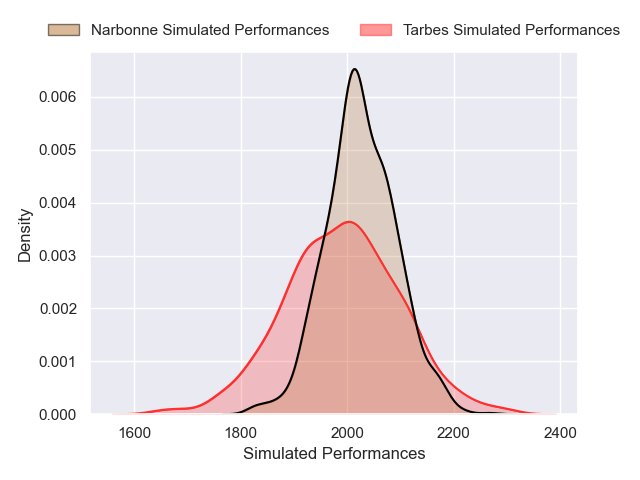 Narbonne Simulated Performances Tarbes Simulated Performances
0.006
0.005
0.004
0.003
0.002
0.001
0.000
Density
1600 1800 2000 2200 2400
Simulated Performances